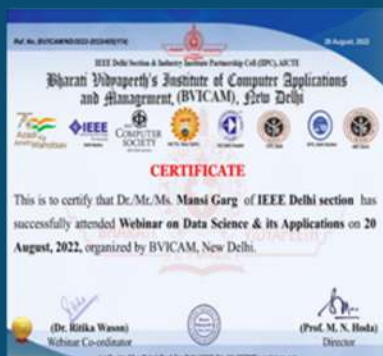 26 August, 2022
IEEE Delhi Section & Industry Institute Partnership Cell (IIPC), AICTE
Bharati Vidyapeeth's Institute of Computer Applications
and Management, (BVICAM), New Delhi
Azadi
IEEE
COMPUTER
SOCIETY
CERTIFICATE
This is to certify that Dr./Mr./Ms. Mansi Garg of IEEE Delhi section has
successfully attended Webinar on Data Science & its Applications on 20
August, 2022, organized by BVICAM, New Delhi.
(Dr. Ritika Wason)
Webinar Co-ordinator
(Prof. M. N. Hoda)
Director